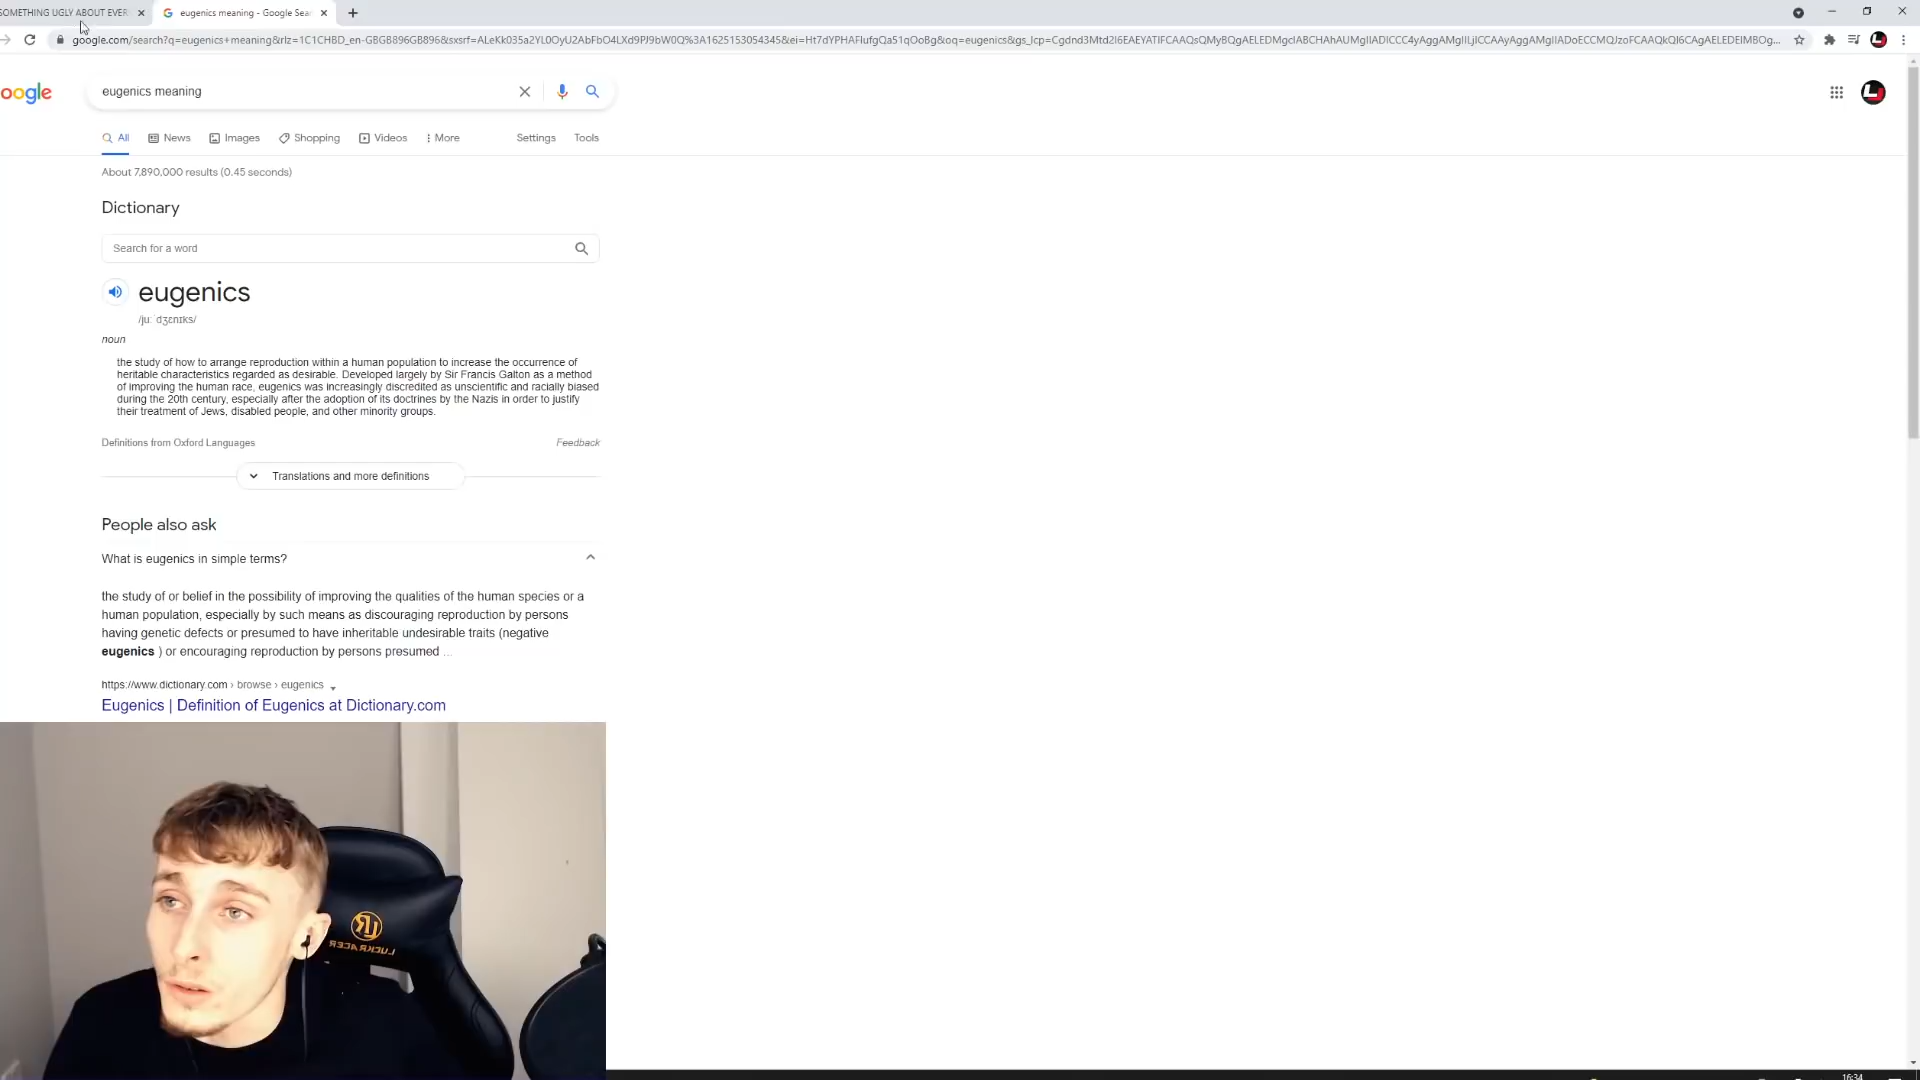 SOMETHING UGLY ABOUT EVER
eugenics meaning - Google Sea
google.com/search?q=eugenics+meaning&rlz=1C1CHBD_en-GBGB896GB896&sxsrf=
oogle
eugenics meaning
All News Images Shopping Videos More Settings Tools
About 7,890,000 results (0.45 seconds)
Dictionary
Search for a word
eugenics
/juːˈdʒɛnɪks/
noun
the study of how to arrange reproduction within a human population to increase the occurrence of
heritable characteristics regarded as desirable. Developed largely by Sir Francis Galton as a method
of improving the human race, eugenics was increasingly discredited as unscientific and racially biased
during the 20th century, especially after the adoption of its doctrines by the Nazis in order to justify
their treatment of Jews, disabled people, and other minority groups.
Definitions from Oxford Languages Feedback
Translations and more definitions
People also ask
What is eugenics in simple terms?
the study of or belief in the possibility of improving the qualities of the human species or a
human population, especially by such means as discouraging reproduction by persons
having genetic defects or presumed to have inheritable undesirable traits (negative
eugenics ) or encouraging reproduction by persons presumed ...
https://www.dictionary.com › browse › eugenics
Eugenics | Definition of Eugenics at Dictionary.com
LUCKRACER
16:34